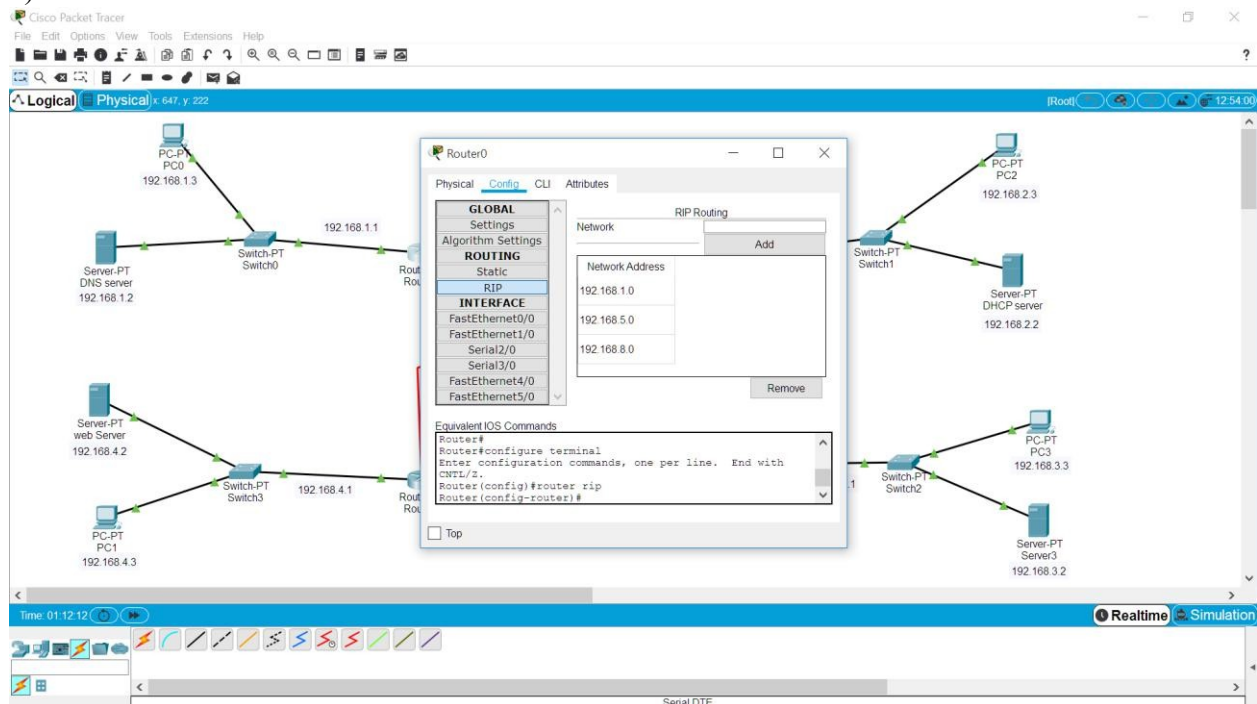 Cisco Packet Tracer
File Edit Options View Tools Extensions Help
?
Logical Physical x: 647, y: 222 [Root] 12:54:00
PC-PT
PC0
192.168.1.3
Server-PT
DNS server
192.168.1.2
Switch-PT
Switch0
192.168.1.1
Rout
Rou
Server-PT
web Server
192.168.4.2
Switch-PT
Switch3
192.168.4.1
Rout
Rou
PC-PT
PC1
192.168.4.3
Router0
Physical Config CLI Attributes
GLOBAL
Settings
Algorithm Settings
ROUTING
Static
RIP
INTERFACE
FastEthernet0/0
FastEthernet1/0
Serial2/0
Serial3/0
FastEthernet4/0
FastEthernet5/0
RIP Routing
Network
Add
Network Address
192.168.1.0
192.168.5.0
192.168.8.0
Remove
Equivalent IOS Commands
Router#
Router#configure terminal
Enter configuration commands, one per line. End with
CNTL/Z.
Router(config)#router rip
Router(config-router)#
Top
PC-PT
PC2
192.168.2.3
Switch-PT
Switch1
Server-PT
DHCP server
192.168.2.2
PC-PT
PC3
192.168.3.3
.1
Switch-PT
Switch2
Server-PT
Server3
192.168.3.2
Time: 01:12:12 Realtime Simulation
Serial DTE